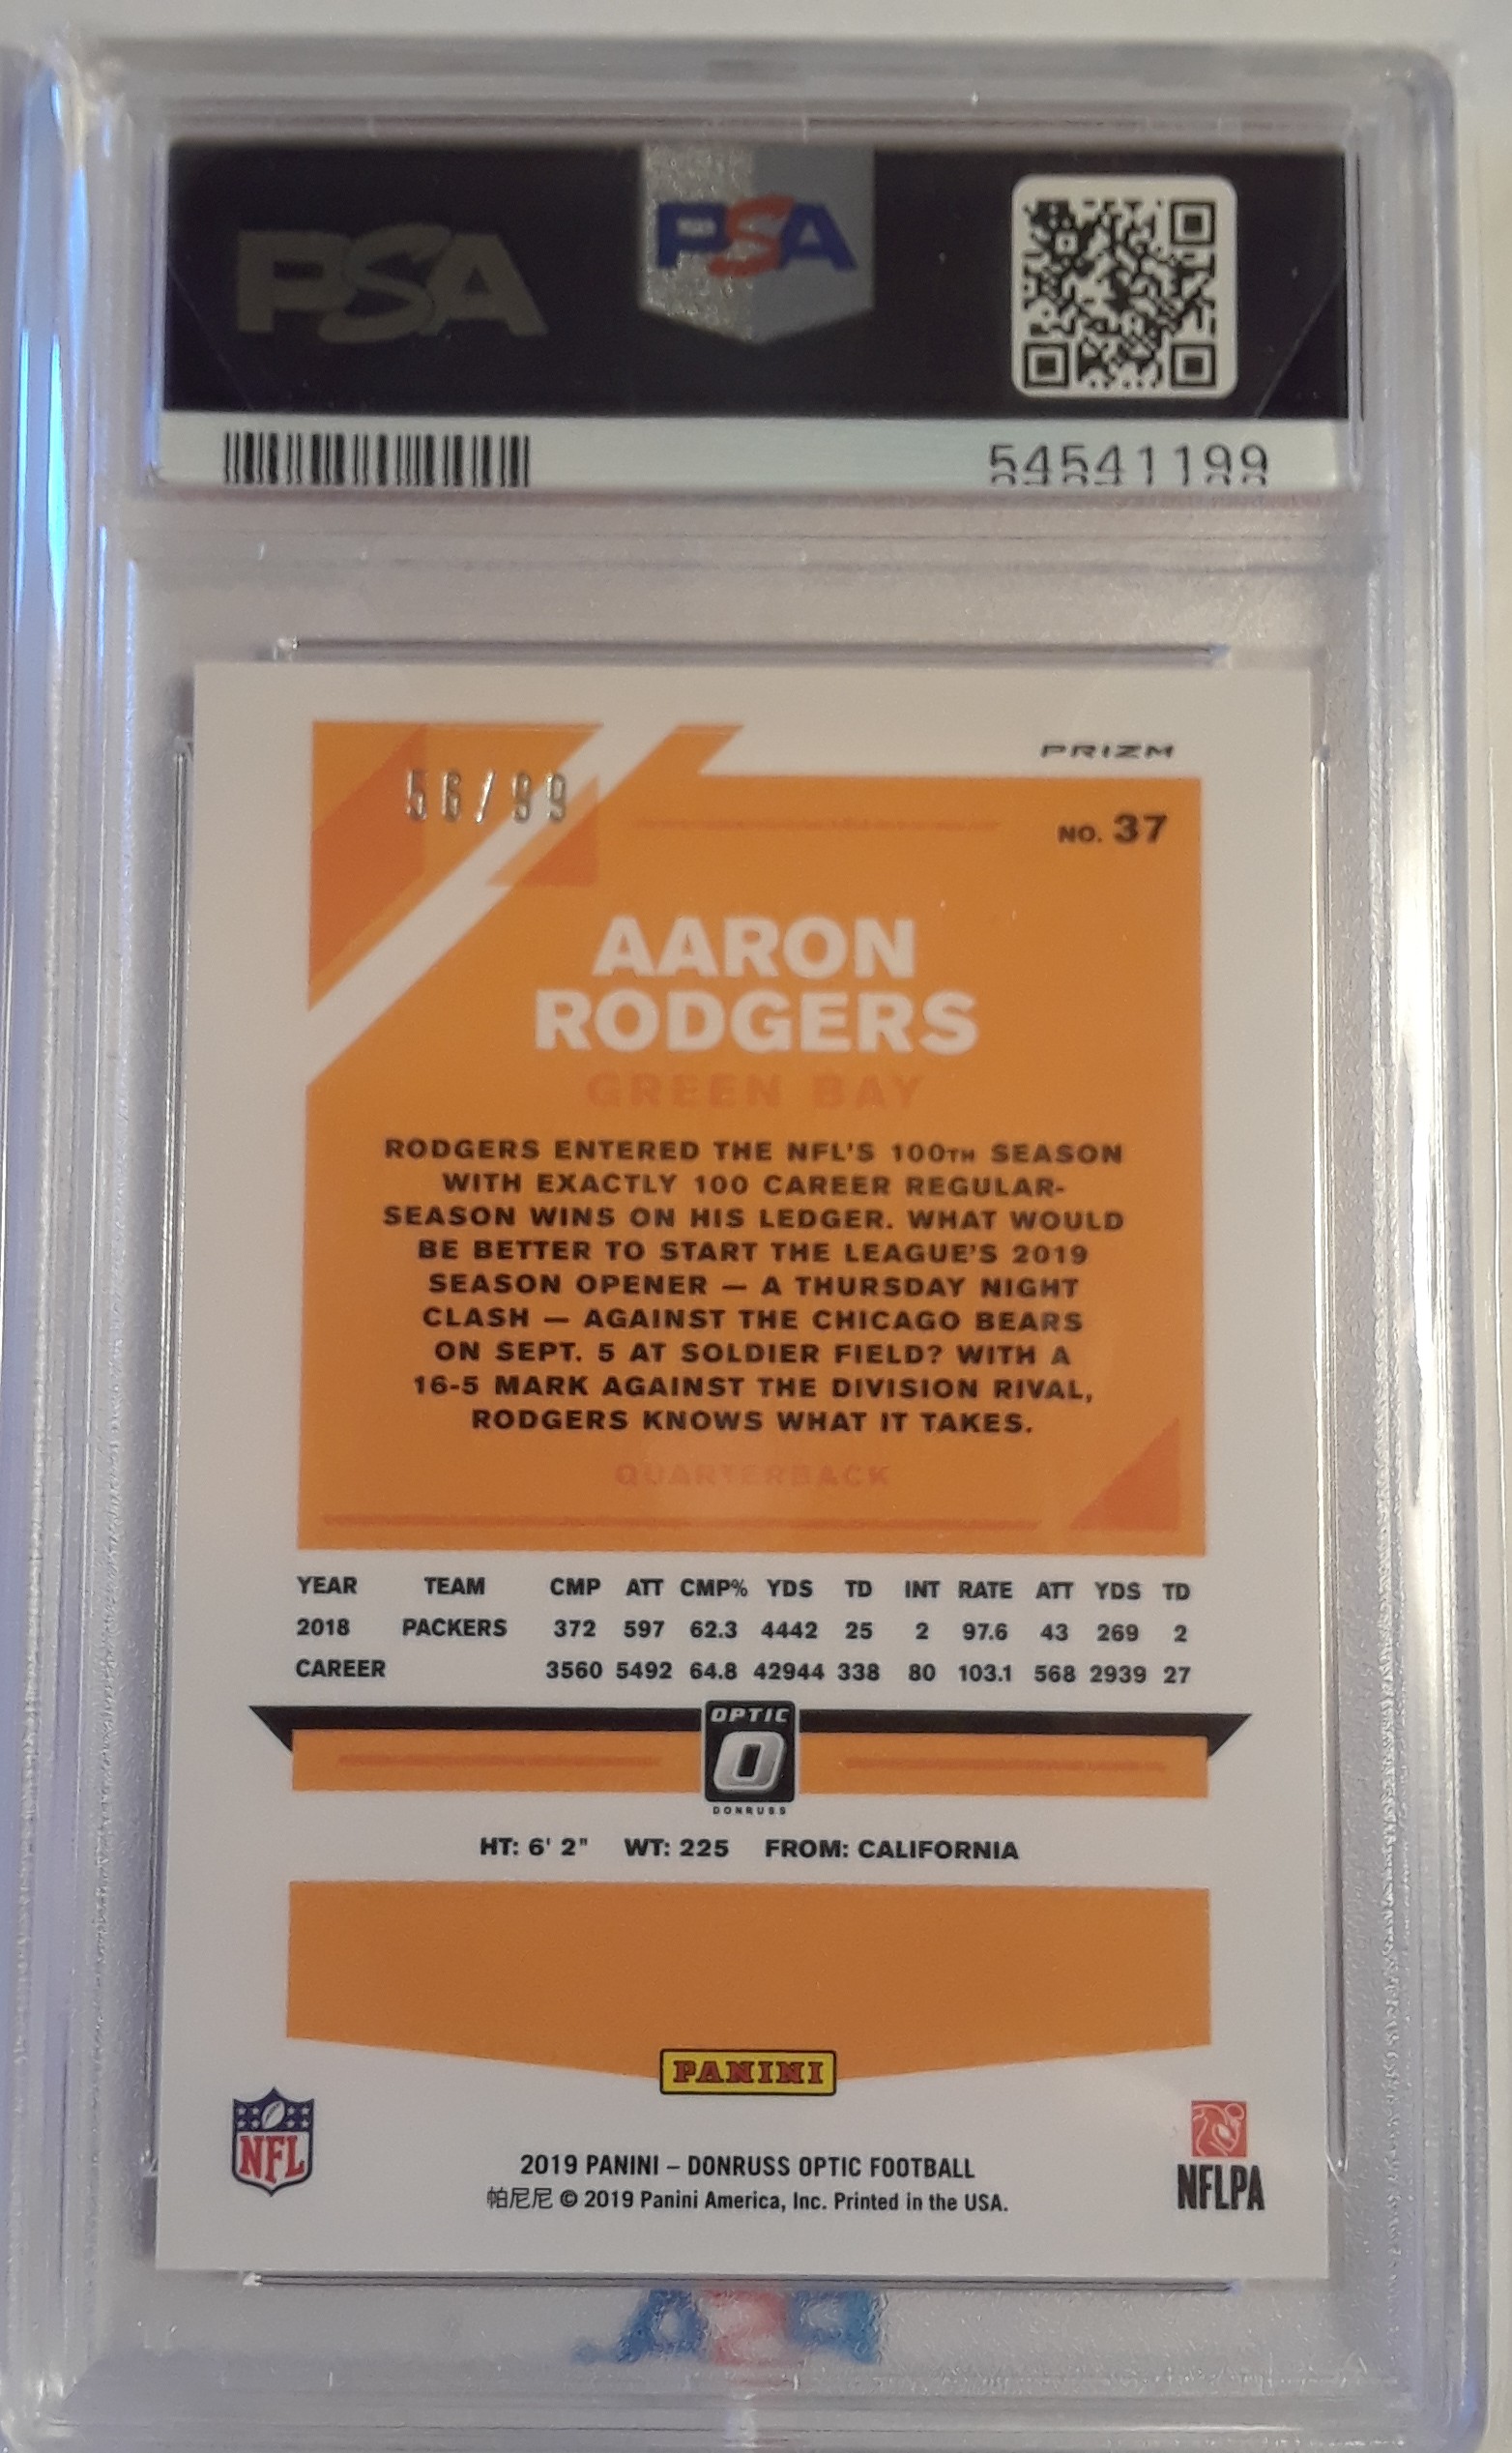 PSA
PSA
54541199
PRIZM
56/99
NO. 37
AARON
RODGERS
GREEN BAY
RODGERS ENTERED THE NFL'S 100TH SEASON
WITH EXACTLY 100 CAREER REGULAR-
SEASON WINS ON HIS LEDGER. WHAT WOULD
BE BETTER TO START THE LEAGUE'S 2019
SEASON OPENER — A THURSDAY NIGHT
CLASH — AGAINST THE CHICAGO BEARS
ON SEPT. 5 AT SOLDIER FIELD? WITH A
16-5 MARK AGAINST THE DIVISION RIVAL,
RODGERS KNOWS WHAT IT TAKES.
QUARTERBACK
YEAR TEAM CMP ATT CMP% YDS TD INT RATE ATT YDS TD
2018 PACKERS 372 597 62.3 4442 25 2 97.6 43 269 2
CAREER 3560 5492 64.8 42944 338 80 103.1 568 2939 27
OPTIC
O
DONRUSS
HT: 6' 2" WT: 225 FROM: CALIFORNIA
PANINI
NFL
2019 PANINI – DONRUSS OPTIC FOOTBALL
帕尼尼 © 2019 Panini America, Inc. Printed in the USA.
NFLPA
PSA